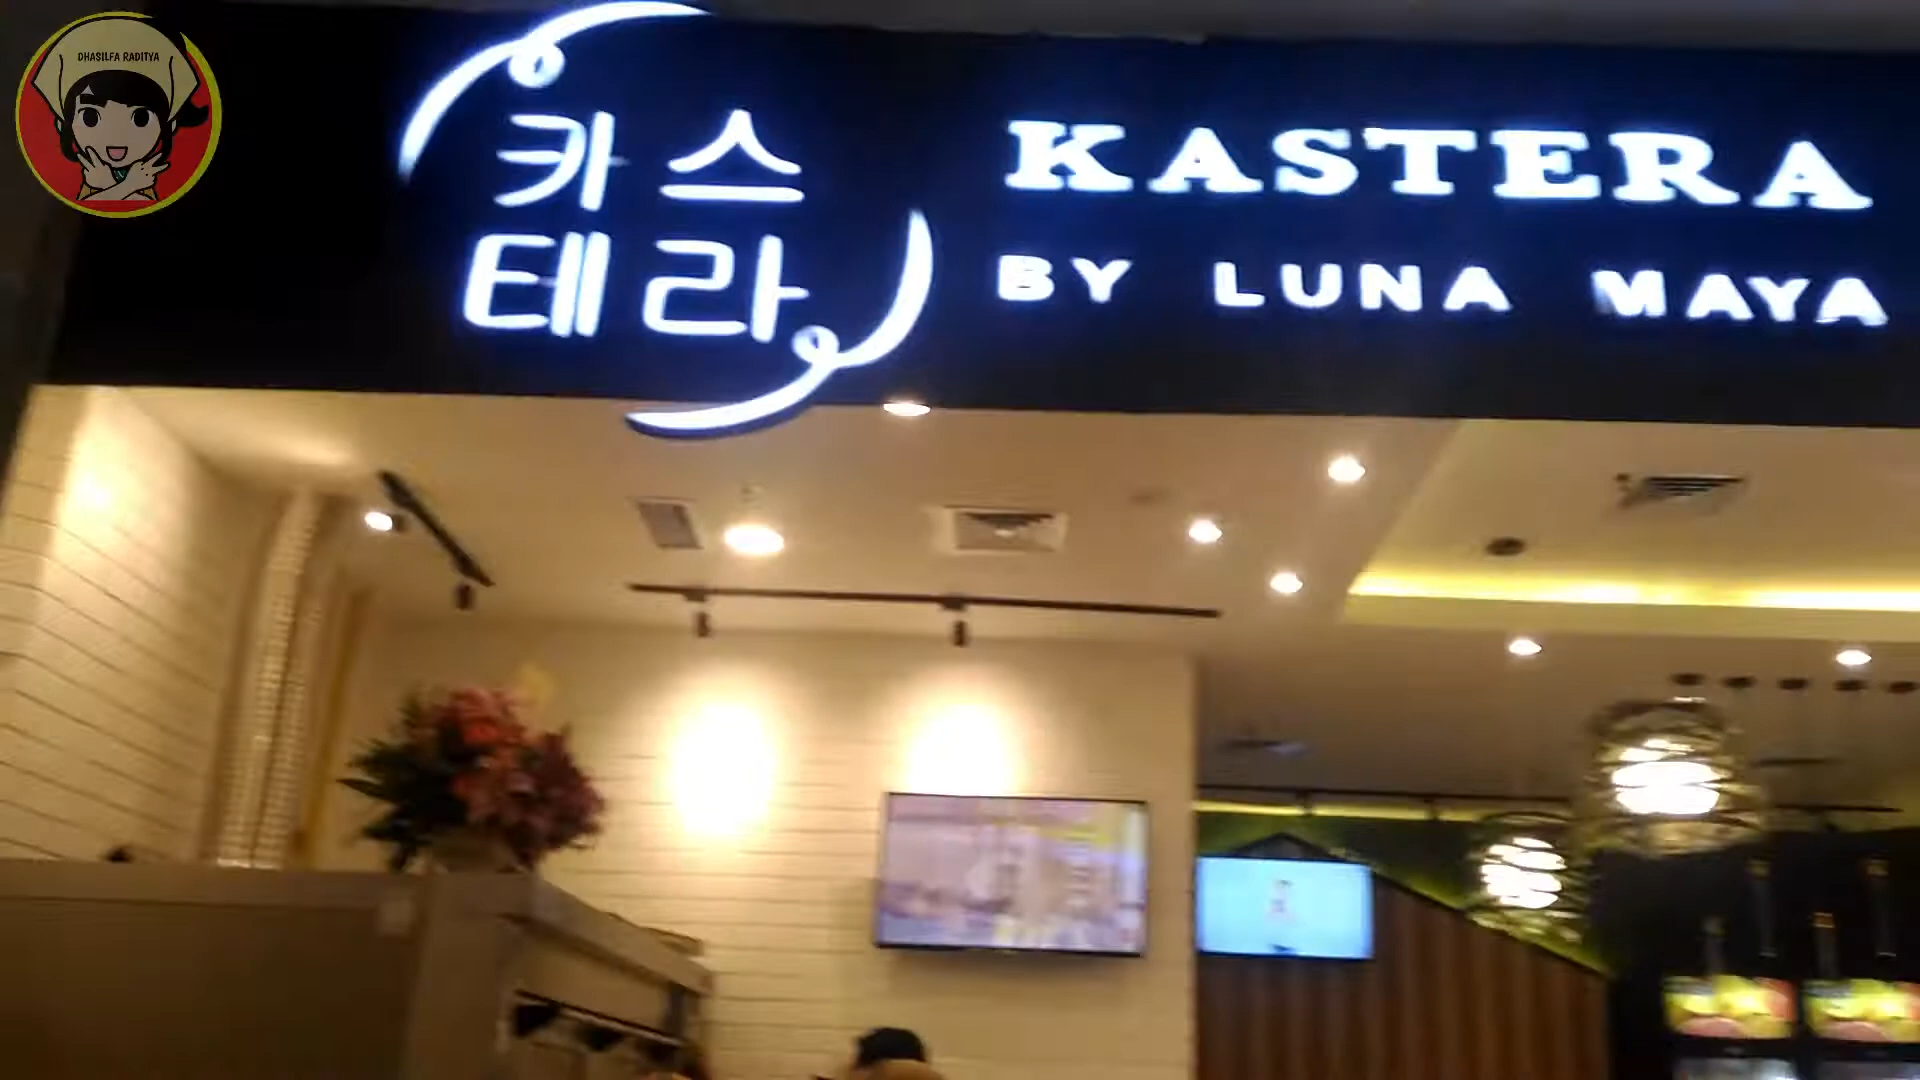 DHASILFA RADITYA
카스
테라
KASTERA
BY LUNA MAYA